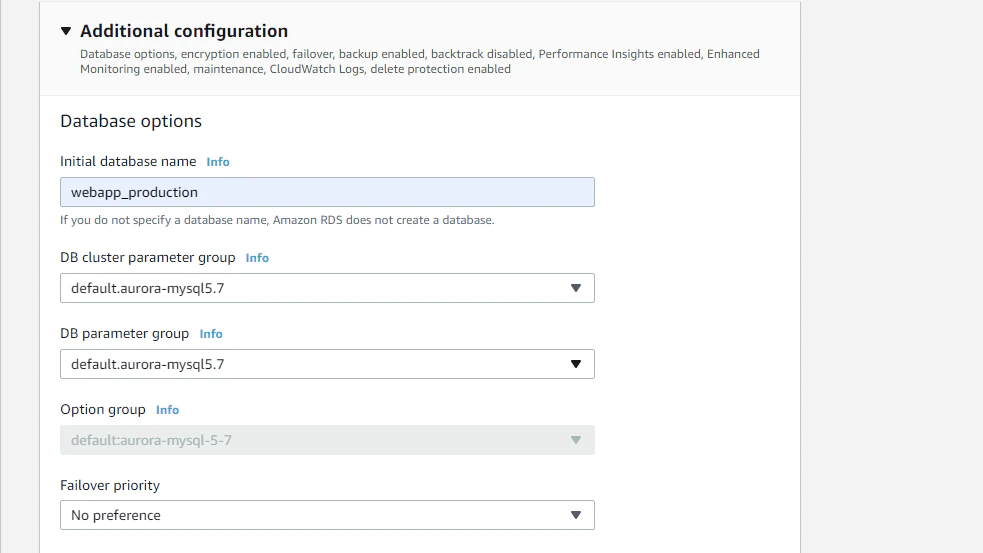 Additional configuration
Database options, encryption enabled, failover, backup enabled, backtrack disabled, Performance Insights enabled, Enhanced
Monitoring enabled, maintenance, CloudWatch Logs, delete protection enabled
Database options
Initial database name Info
webapp_production
If you do not specify a database name, Amazon RDS does not create a database.
DB cluster parameter group Info
default.aurora-mysql5.7
DB parameter group Info
default.aurora-mysql5.7
Option group Info
default:aurora-mysql-5-7
Failover priority
No preference